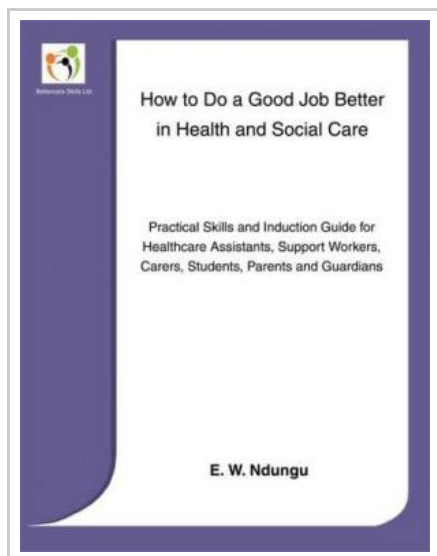 Bettercare Skills Ltd
How to Do a Good Job Better
in Health and Social Care
Practical Skills and Induction Guide for
Healthcare Assistants, Support Workers,
Carers, Students, Parents and Guardians
E. W. Ndungu